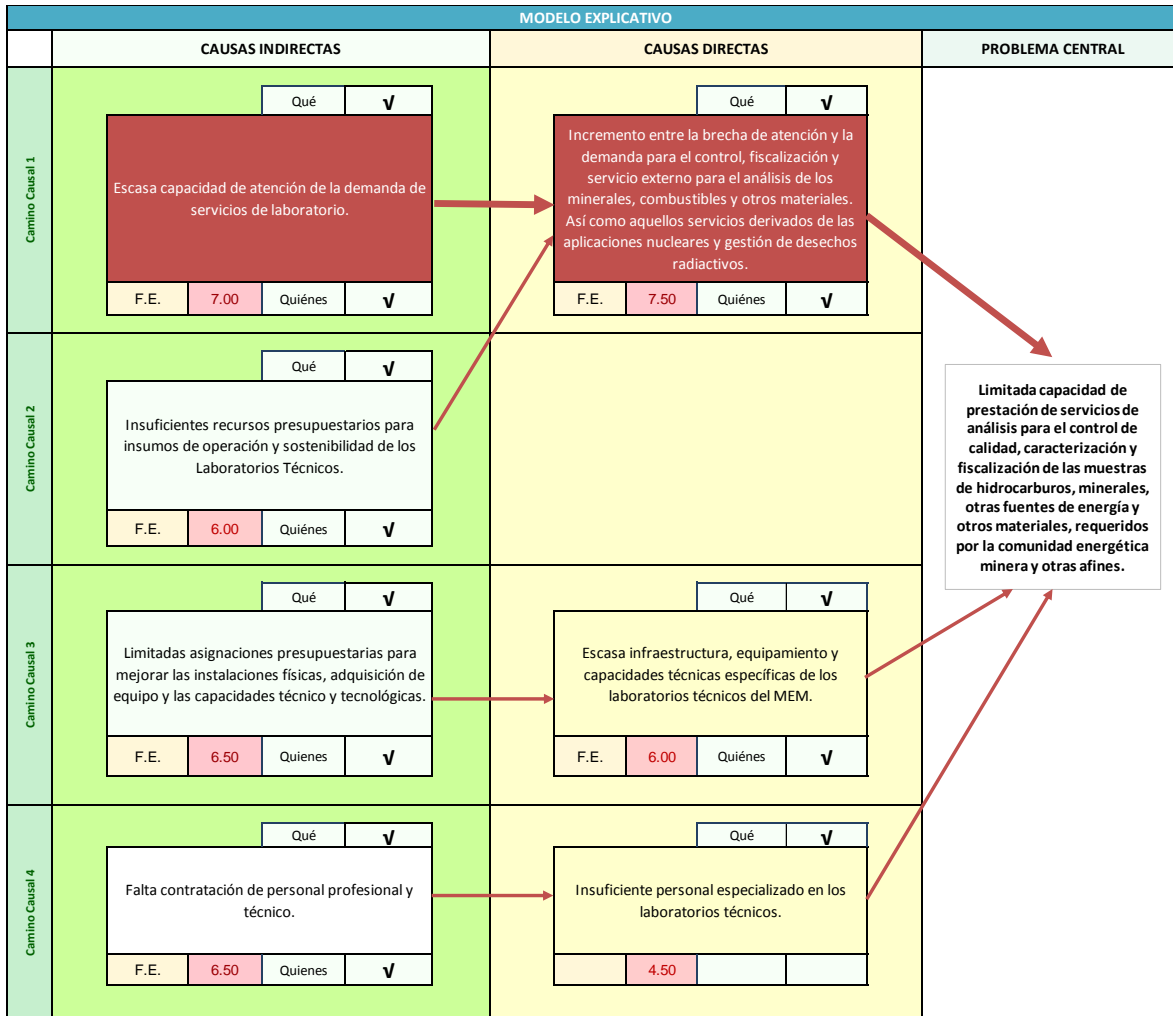 MODELO EXPLICATIVO
CAUSAS INDIRECTAS
CAUSAS DIRECTAS
PROBLEMA CENTRAL
Camino Causal 1
Qué √
Escasa capacidad de atención de la demanda de
servicios de laboratorio.
F.E. 7.00 Quiénes √
Qué √
Incremento entre la brecha de atención y la
demanda para el control, fiscalización y
servicio externo para el análisis de los
minerales, combustibles y otros materiales.
Así como aquellos servicios derivados de las
aplicaciones nucleares y gestión de desechos
radiactivos.
F.E. 7.50 Quiénes √
Camino Causal 2
Qué √
Insuficientes recursos presupuestarios para
insumos de operación y sostenibilidad de los
Laboratorios Técnicos.
F.E. 6.00 Quiénes √
Limitada capacidad de
prestación de servicios de
análisis para el control de
calidad, caracterización y
fiscalización de las muestras
de hidrocarburos, minerales,
otras fuentes de energía y
otros materiales, requeridos
por la comunidad energética
minera y otras afines.
Camino Causal 3
Qué √
Limitadas asignaciones presupuestarias para
mejorar las instalaciones físicas, adquisición de
equipo y las capacidades técnico y tecnológicas.
F.E. 6.50 Quienes √
Qué √
Escasa infraestructura, equipamiento y
capacidades técnicas específicas de los
laboratorios técnicos del MEM.
F.E. 6.00 Quiénes √
Camino Causal 4
Qué √
Falta contratación de personal profesional y
técnico.
F.E. 6.50 Quienes √
Qué √
Insuficiente personal especializado en los
laboratorios técnicos.
4.50